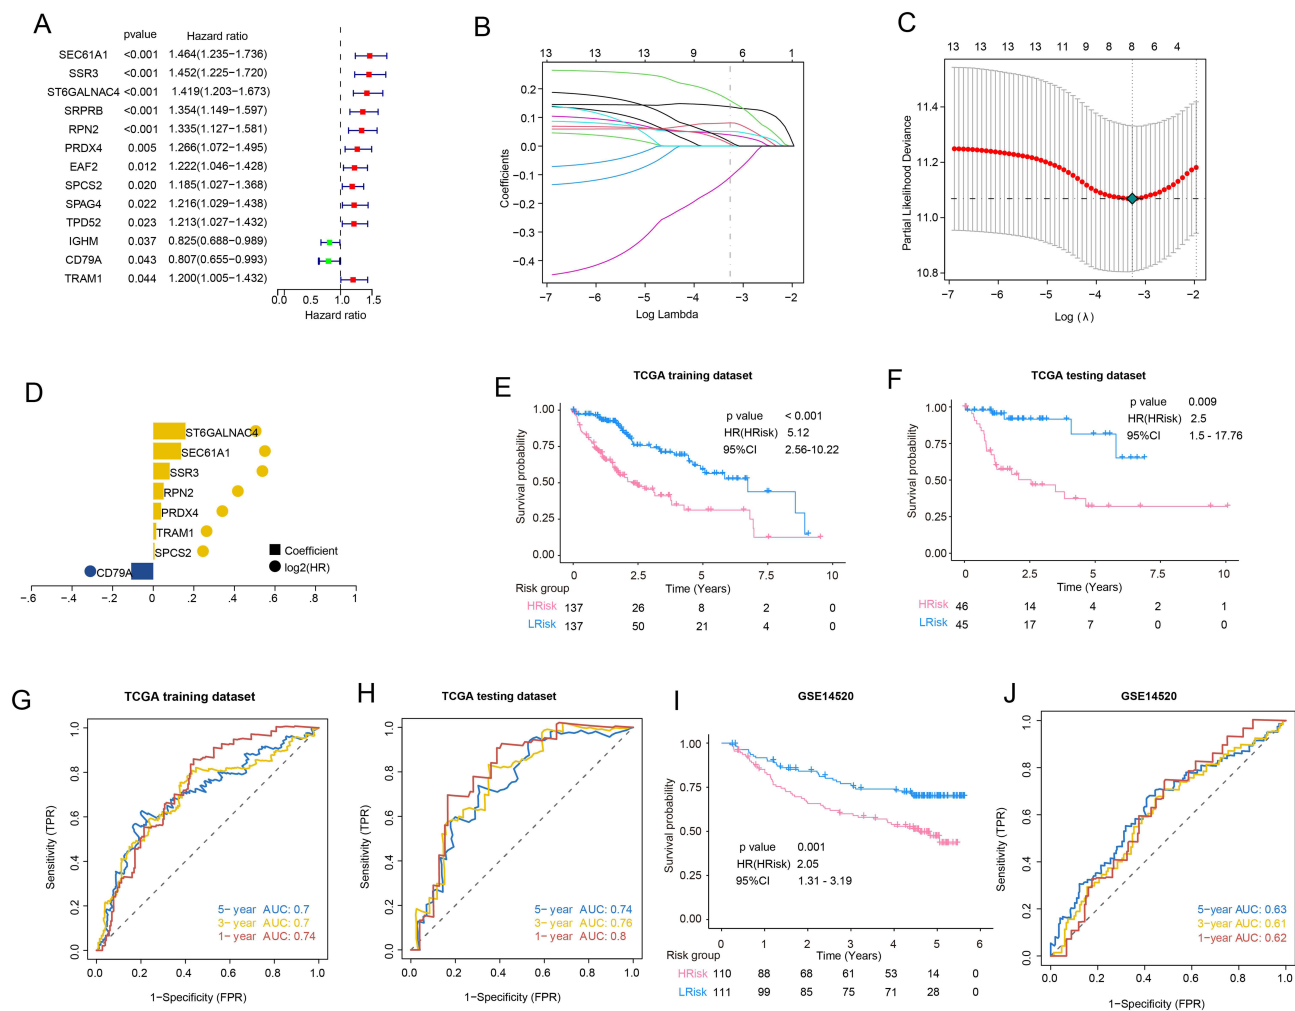 A
pvalue Hazard ratio
SEC61A1 <0.001 1.464(1.235−1.736)
SSR3 <0.001 1.452(1.225−1.720)
ST6GALNAC4 <0.001 1.419(1.203−1.673)
SRPRB <0.001 1.354(1.149−1.597)
RPN2 <0.001 1.335(1.127−1.581)
PRDX4 0.005 1.266(1.072−1.495)
EAF2 0.012 1.222(1.046−1.428)
SPCS2 0.020 1.185(1.027−1.368)
SPAG4 0.022 1.216(1.029−1.438)
TPD52 0.023 1.213(1.027−1.432)
IGHM 0.037 0.825(0.688−0.989)
CD79A 0.043 0.807(0.655−0.993)
TRAM1 0.044 1.200(1.005−1.432)
0.0 0.5 1.0 1.5
Hazard ratio
B
13 13 13 9 6 1
0.2
0.1
0.0
−0.1
−0.2
−0.3
−0.4
Coefficients
−7 −6 −5 −4 −3 −2
Log Lambda
C
13 13 13 13 11 9 8 8 6 4
11.4
11.2
11.0
10.8
Partial Likelihood Deviance
−7 −6 −5 −4 −3 −2
Log (λ)
D
ST6GALNAC4
SEC61A1
SSR3
RPN2
PRDX4
TRAM1
SPCS2
CD79A
Coefficient
log2(HR)
−.6 −.4 −.2 0 .2 .4 .6 .8 1
E
TCGA training dataset
p value < 0.001
HR(HRisk) 5.12
95%CI 2.56-10.22
1.00
0.75
0.50
0.25
0.00
Survival probability
0 2.5 5 7.5 10
Time (Years)
Risk group
HRisk 137 26 8 2 0
LRisk 137 50 21 4 0
F
TCGA testing dataset
p value 0.009
HR(HRisk) 2.5
95%CI 1.5 - 17.76
1.00
0.75
0.50
0.25
0.00
Survival probability
0 2.5 5 7.5 10
Time (Years)
HRisk 46 14 4 2 1
LRisk 45 17 7 0 0
G
TCGA training dataset
1.0
0.8
0.6
0.4
0.2
0.0
Sensitivity (TPR)
5−year AUC: 0.7
3−year AUC: 0.7
1−year AUC: 0.74
0.0 0.2 0.4 0.6 0.8 1.0
1−Specificity (FPR)
H
TCGA testing dataset
1.0
0.8
0.6
0.4
0.2
0.0
Sensitivity (TPR)
5−year AUC: 0.74
3−year AUC: 0.76
1−year AUC: 0.8
0.0 0.2 0.4 0.6 0.8 1.0
1−Specificity (FPR)
I
GSE14520
1.00
0.75
0.50
0.25
0.00
Survival probability
p value 0.001
HR(HRisk) 2.05
95%CI 1.31 - 3.19
0 1 2 3 4 5 6
Risk group Time (Years)
HRisk 110 88 68 61 53 14 0
LRisk 111 99 85 75 71 28 0
J
GSE14520
1.0
0.8
0.6
0.4
0.2
0.0
Sensitivity (TPR)
5−year AUC: 0.63
3−year AUC: 0.61
1−year AUC: 0.62
0.0 0.2 0.4 0.6 0.8 1.0
1−Specificity (FPR)